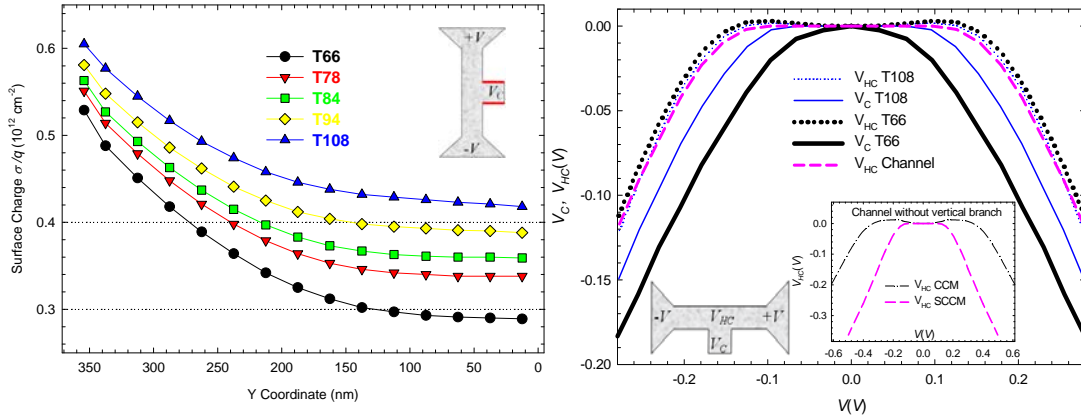 Surface Charge σ/q (10¹² cm⁻²)
0.6
0.5
0.4
0.3
T66
T78
T84
T94
T108
+V
V_C
-V
350 300 250 200 150 100 50 0
Y Coordinate (nm)
V_C, V_HC(V)
0.00
-0.05
-0.10
-0.15
-0.20
V_HC T108
V_C T108
V_HC T66
V_C T66
V_HC Channel
-V V_HC +V
V_C
Channel without vertical branch
V_HC(V)
0.0
-0.1
-0.2
-0.3
V_HC CCM
V_HC SCCM
V(V)
-0.6 -0.4 -0.2 0.0 0.2 0.4 0.6
-0.2 -0.1 0.0 0.1 0.2
V(V)